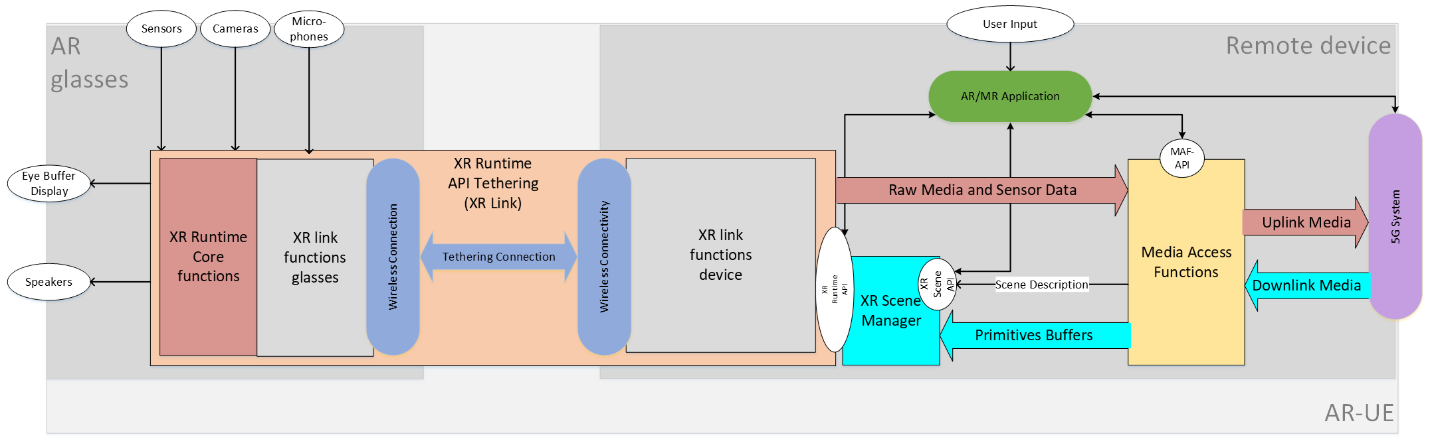 Sensors
Cameras
Micro-
phones
User Input
AR
glasses
Remote device
AR/MR Application
MAF-
API
Eye Buffer
Display
Speakers
XR Runtime
Core
functions
XR link
functions
glasses
Wireless Connection
XR Runtime
API Tethering
(XR Link)
Tethering Connection
Wireless Connectivity
XR link
functions
device
Raw Media and Sensor Data
XR
Runtime
API
XR Scene
Manager
XR
Scene
API
Scene Description
Primitives Buffers
Media Access
Functions
Uplink Media
Downlink Media
5G System
AR-UE